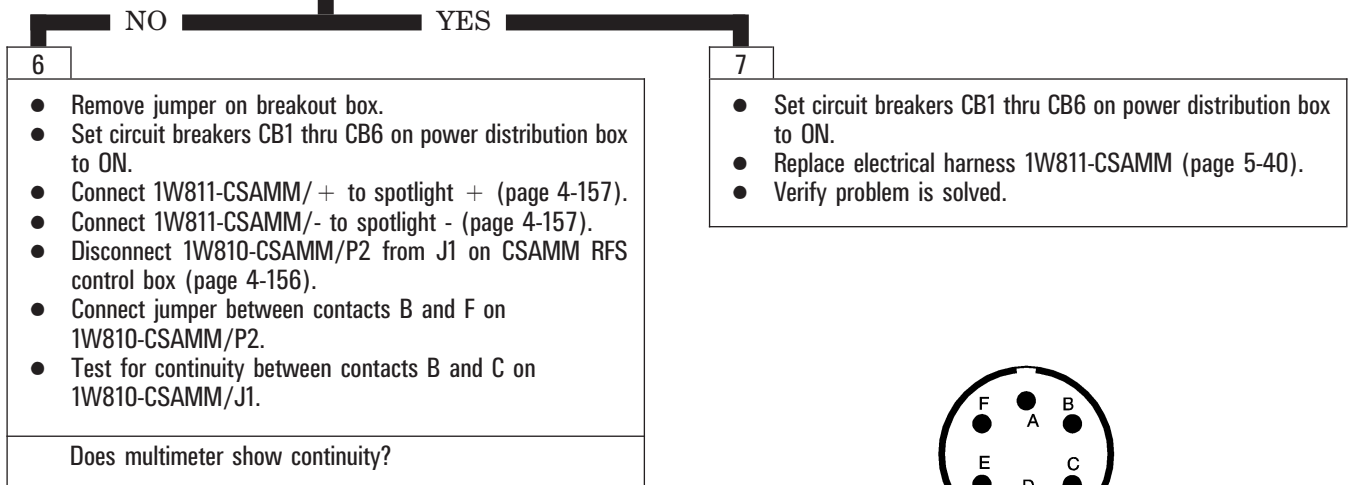 NO
YES
6
● Remove jumper on breakout box.
● Set circuit breakers CB1 thru CB6 on power distribution box
to ON.
● Connect 1W811-CSAMM/+ to spotlight + (page 4-157).
● Connect 1W811-CSAMM/- to spotlight - (page 4-157).
● Disconnect 1W810-CSAMM/P2 from J1 on CSAMM RFS
control box (page 4-156).
● Connect jumper between contacts B and F on
1W810-CSAMM/P2.
● Test for continuity between contacts B and C on
1W810-CSAMM/J1.
Does multimeter show continuity?
7
● Set circuit breakers CB1 thru CB6 on power distribution box
to ON.
● Replace electrical harness 1W811-CSAMM (page 5-40).
● Verify problem is solved.
F
B
A
E
C
D